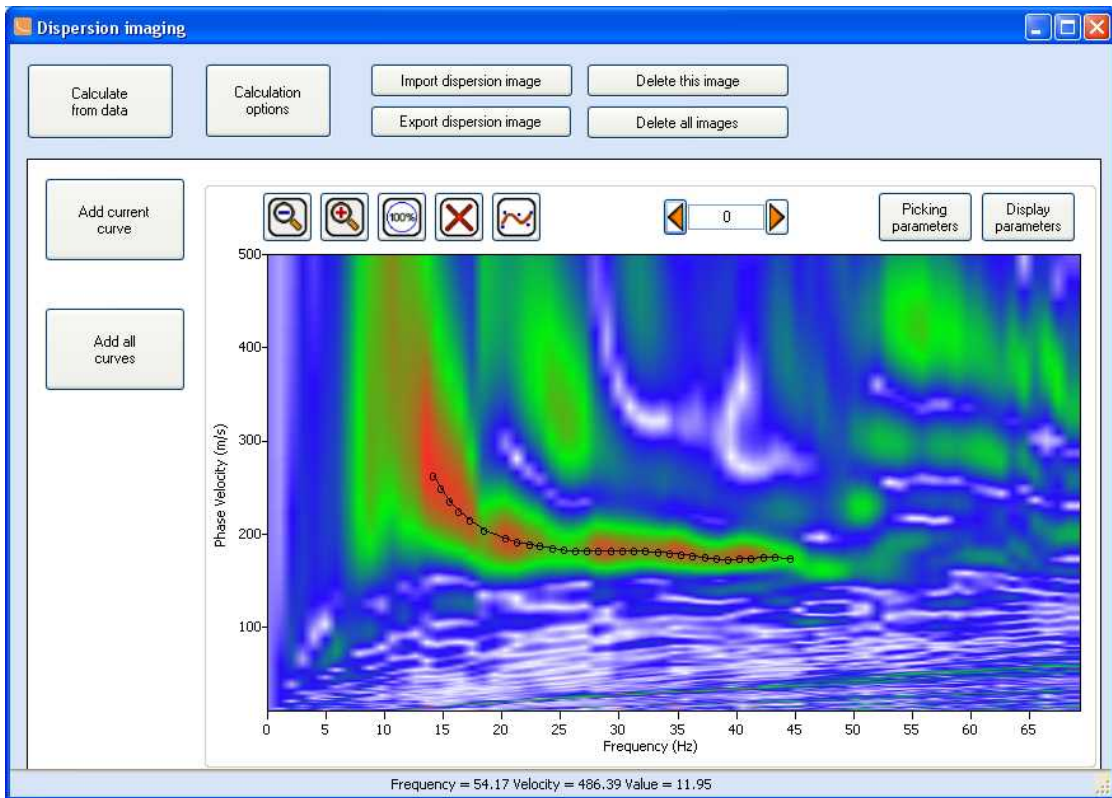 Dispersion imaging
Calculate
from data
Calculation
options
Import dispersion image
Delete this image
Export dispersion image
Delete all images
Add current
curve
Add all
curves
100%
0
Picking
parameters
Display
parameters
500
400
300
200
100
Phase Velocity (m/s)
0 5 10 15 20 25 30 35 40 45 50 55 60 65
Frequency (Hz)
Frequency = 54.17 Velocity = 486.39 Value = 11.95